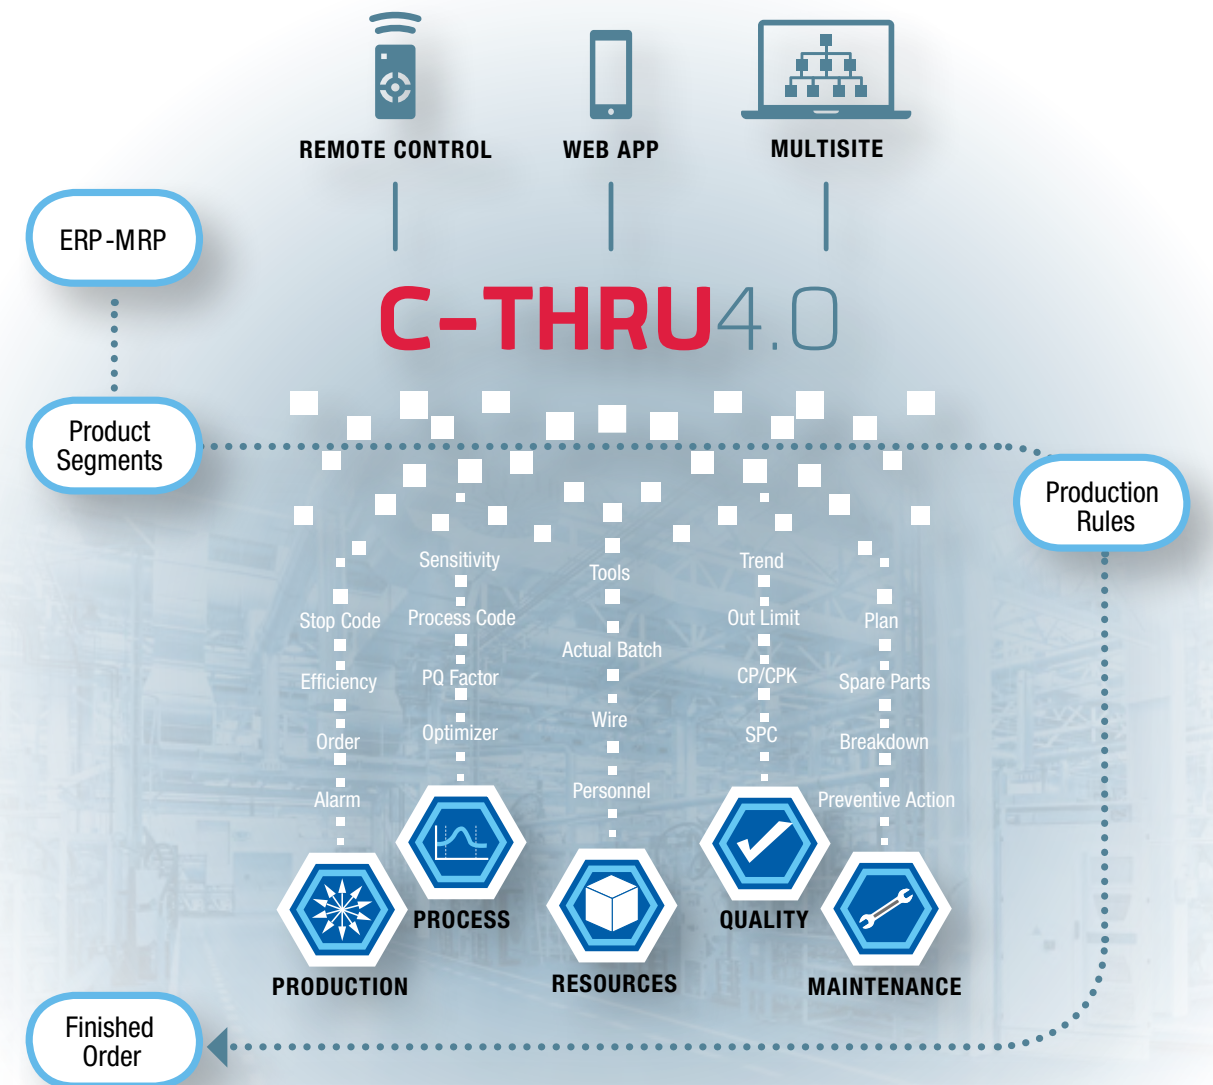 REMOTE CONTROL
WEB APP
MULTISITE
ERP-MRP
C-THRU4.0
Product
Segments
Production
Rules
Stop Code
Efficiency
Order
Alarm
PRODUCTION
Sensitivity
Process Code
PQ Factor
Optimizer
PROCESS
Tools
Actual Batch
Wire
Personnel
RESOURCES
Trend
Out Limit
CP/CPK
SPC
QUALITY
Plan
Spare Parts
Breakdown
Preventive Action
MAINTENANCE
Finished
Order